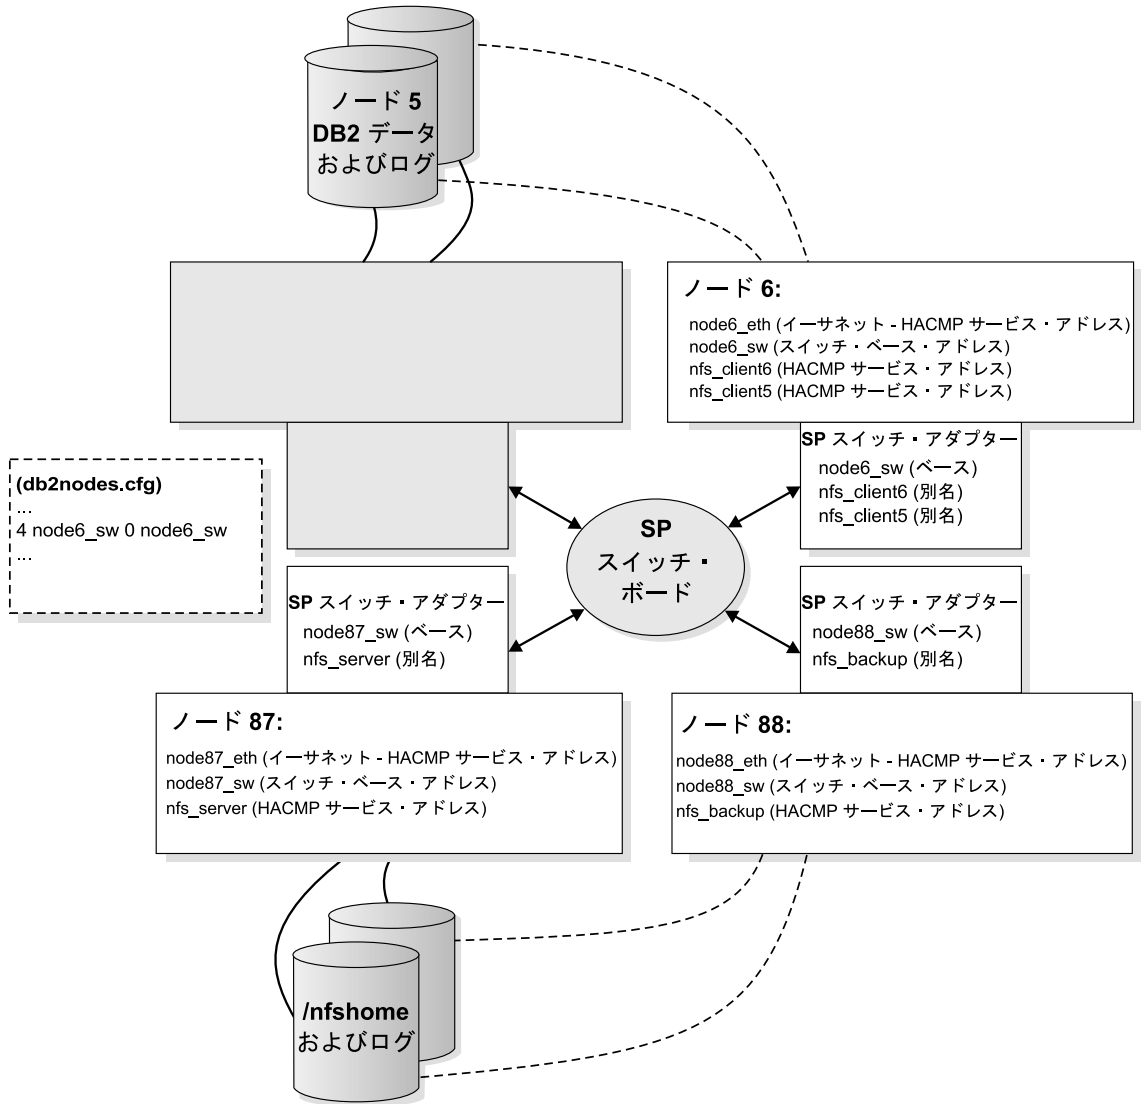 ノード 5
DB2 データ
およびログ
ノード 6:
node6_eth (イーサネット - HACMP サービス・アドレス)
node6_sw (スイッチ・ベース・アドレス)
nfs_client6 (HACMP サービス・アドレス)
nfs_client5 (HACMP サービス・アドレス)
SP スイッチ・アダプター
node6_sw (ベース)
nfs_client6 (別名)
nfs_client5 (別名)
(db2nodes.cfg)
...
4 node6_sw 0 node6_sw
...
SP
スイッチ・
ボード
SP スイッチ・アダプター
node87_sw (ベース)
nfs_server (別名)
SP スイッチ・アダプター
node88_sw (ベース)
nfs_backup (別名)
ノード 87:
node87_eth (イーサネット - HACMP サービス・アドレス)
node87_sw (スイッチ・ベース・アドレス)
nfs_server (HACMP サービス・アドレス)
ノード 88:
node88_eth (イーサネット - HACMP サービス・アドレス)
node88_sw (スイッチ・ベース・アドレス)
nfs_backup (HACMP サービス・アドレス)
/nfshome
およびログ